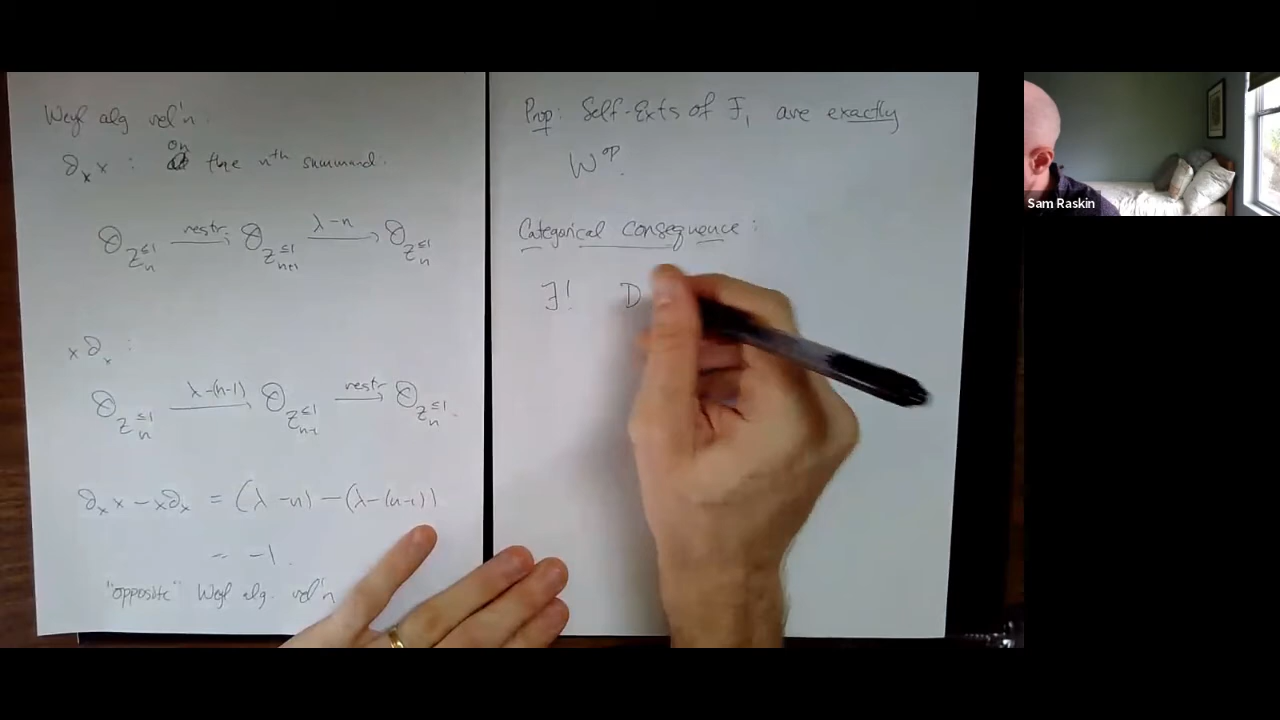 Weyl alg rel'n:
∂ₓ x : on the nᵗʰ summand.
O_{Z_n^{≤1}} —restr.→ O_{Z_{n+1}^{≤1}} —λ-n→ O_{Z_n^{≤1}}
x ∂ₓ :
O_{Z_n^{≤1}} —λ-(n-1)→ O_{Z_{n-1}^{≤1}} —restr→ O_{Z_n^{≤1}}.
∂ₓ x - x ∂ₓ = (λ - n) - (λ-(n-1))
= -1.
"opposite" Weyl alg. rel'n
Prop: Self-Exts of F₁ are exactly
W^{op}.
Categorical consequence:
∃! D
Sam Raskin